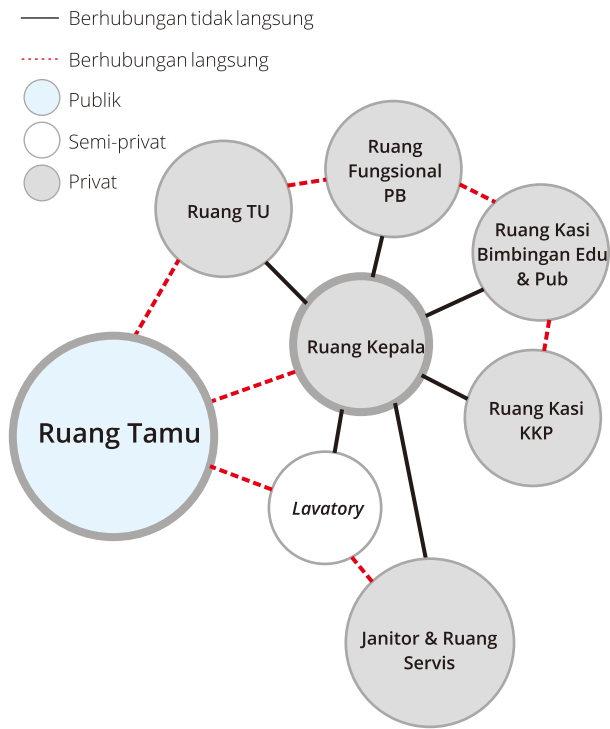 Berhubungan tidak langsung
Berhubungan langsung
Publik
Semi-privat
Privat
Ruang
Fungsional
PB
Ruang TU
Ruang Kasi
Bimbingan Edu
& Pub
Ruang Kepala
Ruang Kasi
KKP
Ruang Tamu
Lavatory
Janitor & Ruang
Servis